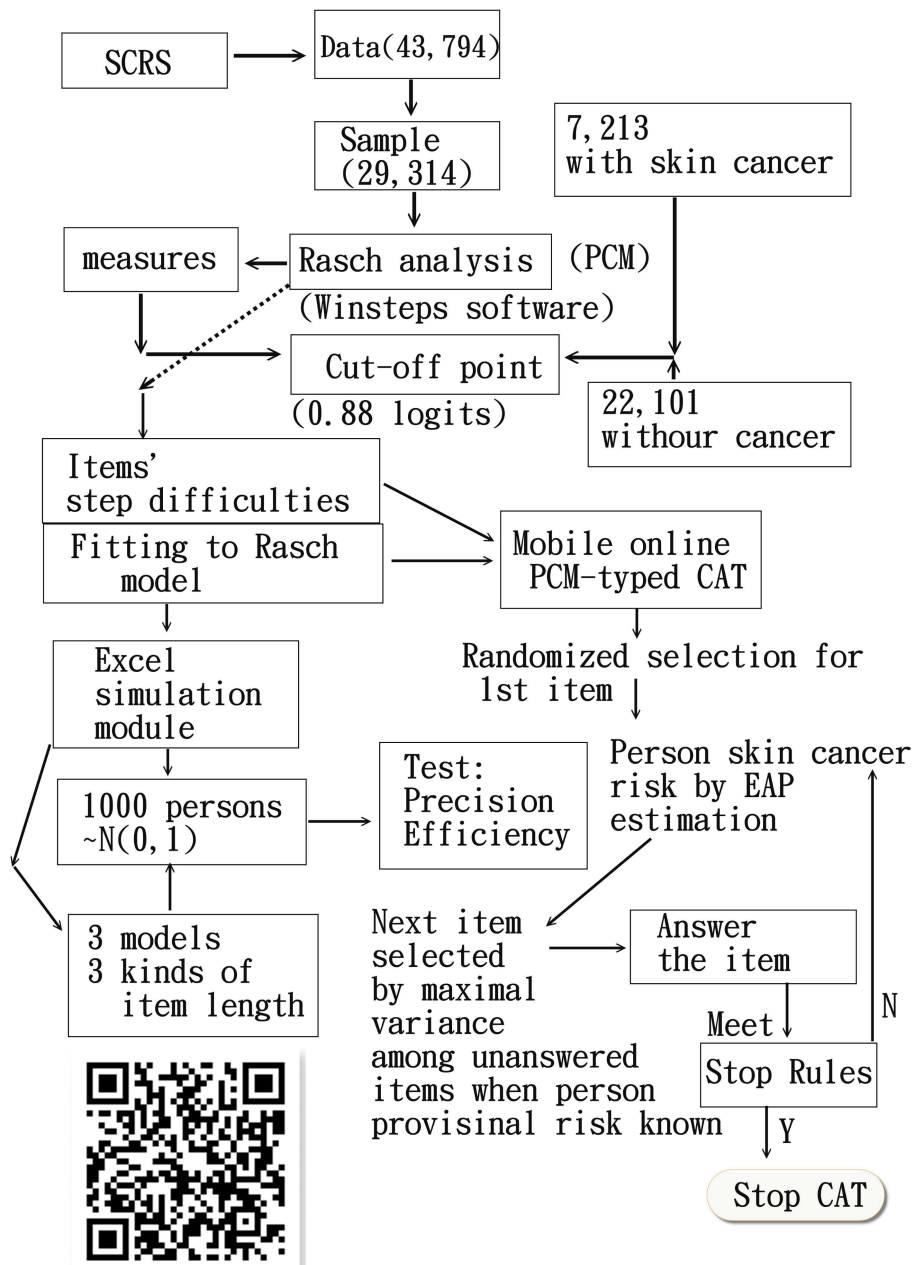 SCRS
Data(43,794)
Sample
(29,314)
7,213
with skin cancer
measures
Rasch analysis
(PCM)
(Winsteps software)
Cut-off point
(0.88 logits)
22,101
withour cancer
Items'
step difficulties
Fitting to Rasch
model
Mobile online
PCM-typed CAT
Excel
simulation
module
Randomized selection for
1st item
1000 persons
~N(0,1)
Test:
Precision
Efficiency
Person skin cancer
risk by EAP
estimation
3 models
3 kinds of
item length
Next item
selected
by maximal
variance
among unanswered
items when person
provisinal risk known
Answer
the item
Meet
N
Stop Rules
Y
Stop CAT